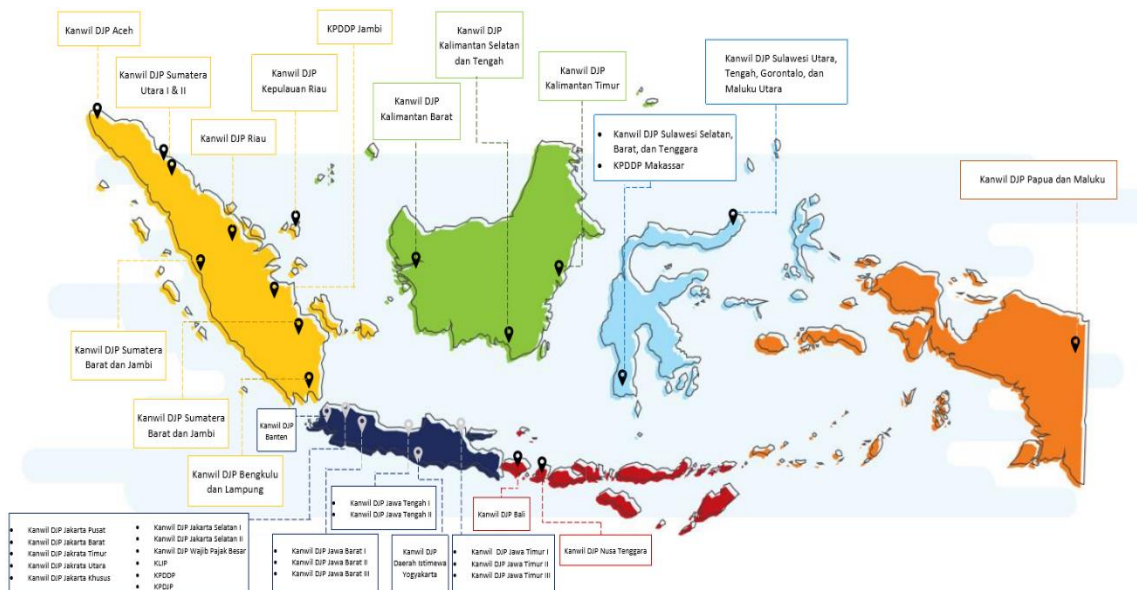 Kanwil DJP Aceh
Kanwil DJP Sumatera
Utara I & II
Kanwil DJP Riau
KPDDP Jambi
Kanwil DJP
Kepulauan Riau
Kanwil DJP
Kalimantan Barat
Kanwil DJP
Kalimantan Selatan
dan Tengah
Kanwil DJP
Kalimantan Timur
• Kanwil DJP Sulawesi Selatan,
Barat, dan Tenggara
• KPDDP Makassar
Kanwil DJP Sulawesi Utara,
Tengah, Gorontalo, dan
Maluku Utara
Kanwil DJP Papua dan Maluku
Kanwil DJP Sumatera
Barat dan Jambi
Kanwil DJP Sumatera
Barat dan Jambi
Kanwil DJP Bengkulu
dan Lampung
Kanwil DJP
Banten
• Kanwil DJP Jakarta Pusat
• Kanwil DJP Jakarta Barat
• Kanwil DJP Jakrata Timur
• Kanwil DJP Jakrata Utara
• Kanwil DJP Jakarta Khusus
• Kanwil DJP Jakarta Selatan I
• Kanwil DJP Jakarta Selatan II
• Kanwil DJP Wajib Pajak Besar
• KLIP
• KPDDP
• KPDJP
• Kanwil DJP Jawa Barat I
• Kanwil DJP Jawa Barat II
• Kanwil DJP Jawa Barat III
• Kanwil DJP Jawa Tengah I
• Kanwil DJP Jawa Tengah II
Kanwil DJP
Daerah Istimewa
Yogyakarta
• Kanwil DJP Jawa Timur I
• Kanwil DJP Jawa Timur II
• Kanwil DJP Jawa Timur III
Kanwil DJP Bali
Kanwil DJP Nusa Tenggara